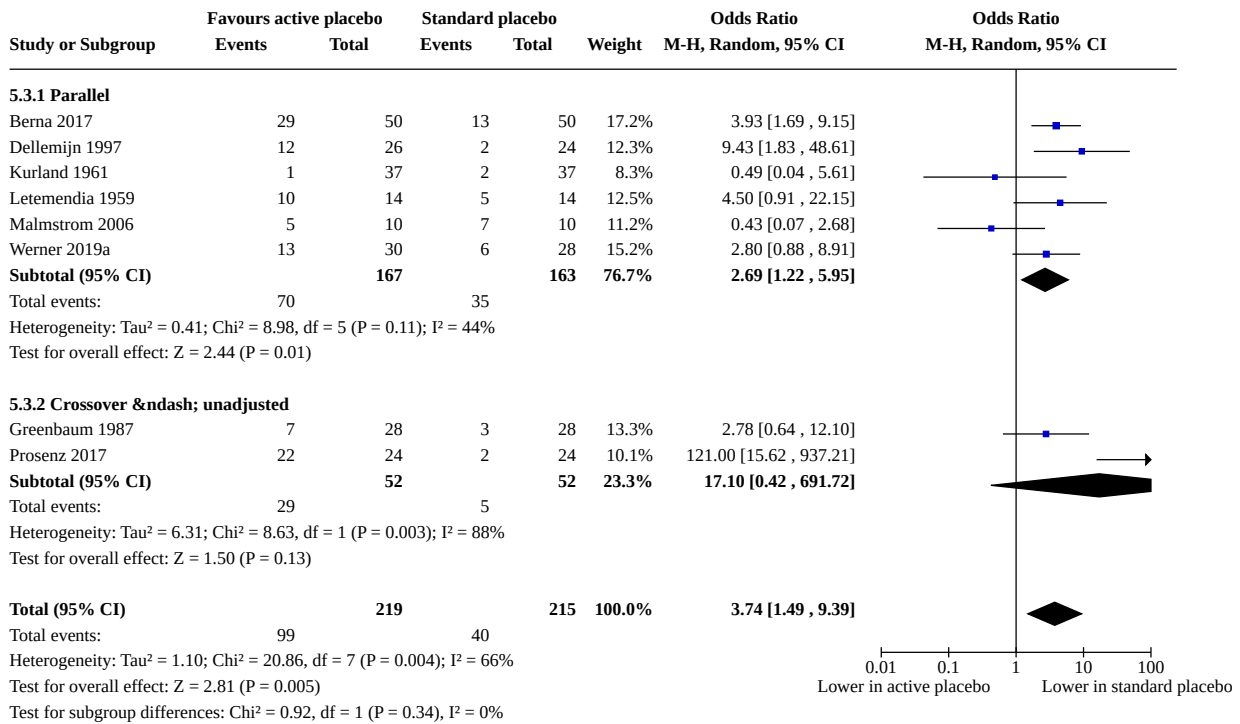 Favours active placebo Standard placebo Odds Ratio Odds Ratio
Study or Subgroup Events Total Events Total Weight M-H, Random, 95% CI M-H, Random, 95% CI
5.3.1 Parallel
Berna 2017 29 50 13 50 17.2% 3.93 [1.69 , 9.15]
Dellemijn 1997 12 26 2 24 12.3% 9.43 [1.83 , 48.61]
Kurland 1961 1 37 2 37 8.3% 0.49 [0.04 , 5.61]
Letemendia 1959 10 14 5 14 12.5% 4.50 [0.91 , 22.15]
Malmstrom 2006 5 10 7 10 11.2% 0.43 [0.07 , 2.68]
Werner 2019a 13 30 6 28 15.2% 2.80 [0.88 , 8.91]
Subtotal (95% CI) 167 163 76.7% 2.69 [1.22 , 5.95]
Total events: 70 35
Heterogeneity: Tau² = 0.41; Chi² = 8.98, df = 5 (P = 0.11); I² = 44%
Test for overall effect: Z = 2.44 (P = 0.01)
5.3.2 Crossover &ndash; unadjusted
Greenbaum 1987 7 28 3 28 13.3% 2.78 [0.64 , 12.10]
Prosenz 2017 22 24 2 24 10.1% 121.00 [15.62 , 937.21]
Subtotal (95% CI) 52 52 23.3% 17.10 [0.42 , 691.72]
Total events: 29 5
Heterogeneity: Tau² = 6.31; Chi² = 8.63, df = 1 (P = 0.003); I² = 88%
Test for overall effect: Z = 1.50 (P = 0.13)
Total (95% CI) 219 215 100.0% 3.74 [1.49 , 9.39]
Total events: 99 40
Heterogeneity: Tau² = 1.10; Chi² = 20.86, df = 7 (P = 0.004); I² = 66%
Test for overall effect: Z = 2.81 (P = 0.005)
Test for subgroup differences: Chi² = 0.92, df = 1 (P = 0.34), I² = 0%
0.01 0.1 1 10 100
Lower in active placebo Lower in standard placebo